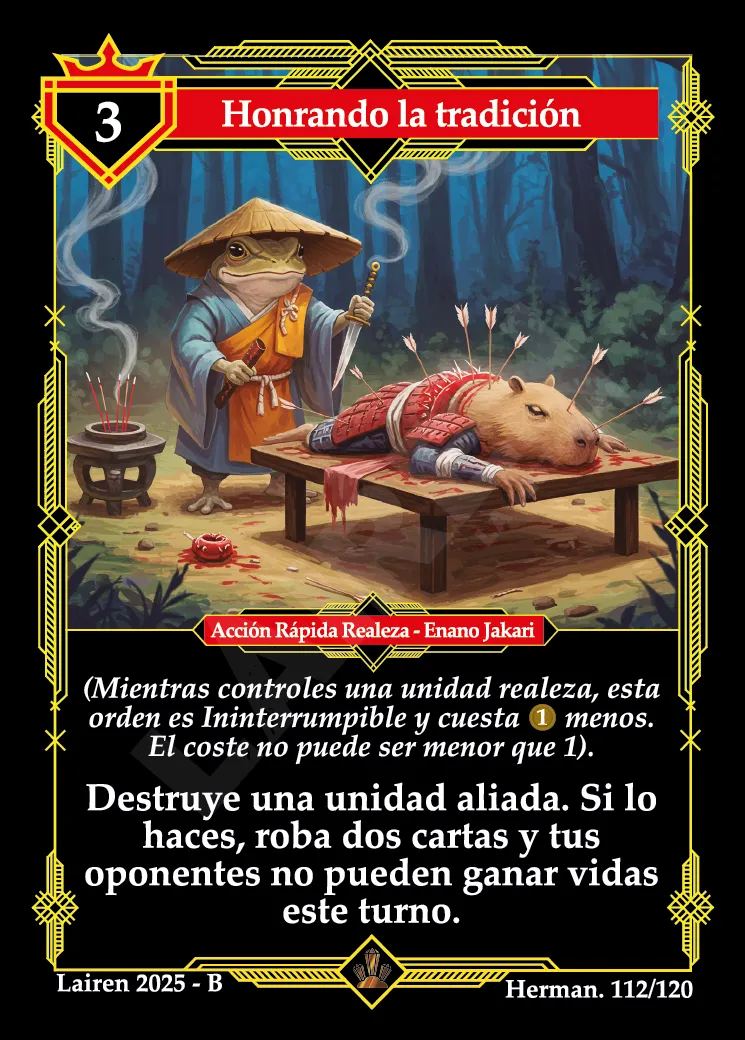 3
Honrando la tradición
Acción Rápida Realeza - Enano Jakari
(Mientras controles una unidad realeza, esta
orden es Ininterrumpible y cuesta 1 menos.
El coste no puede ser menor que 1).
Destruye una unidad aliada. Si lo
haces, roba dos cartas y tus
oponentes no pueden ganar vidas
este turno.
Lairen 2025 - B
Herman. 112/120